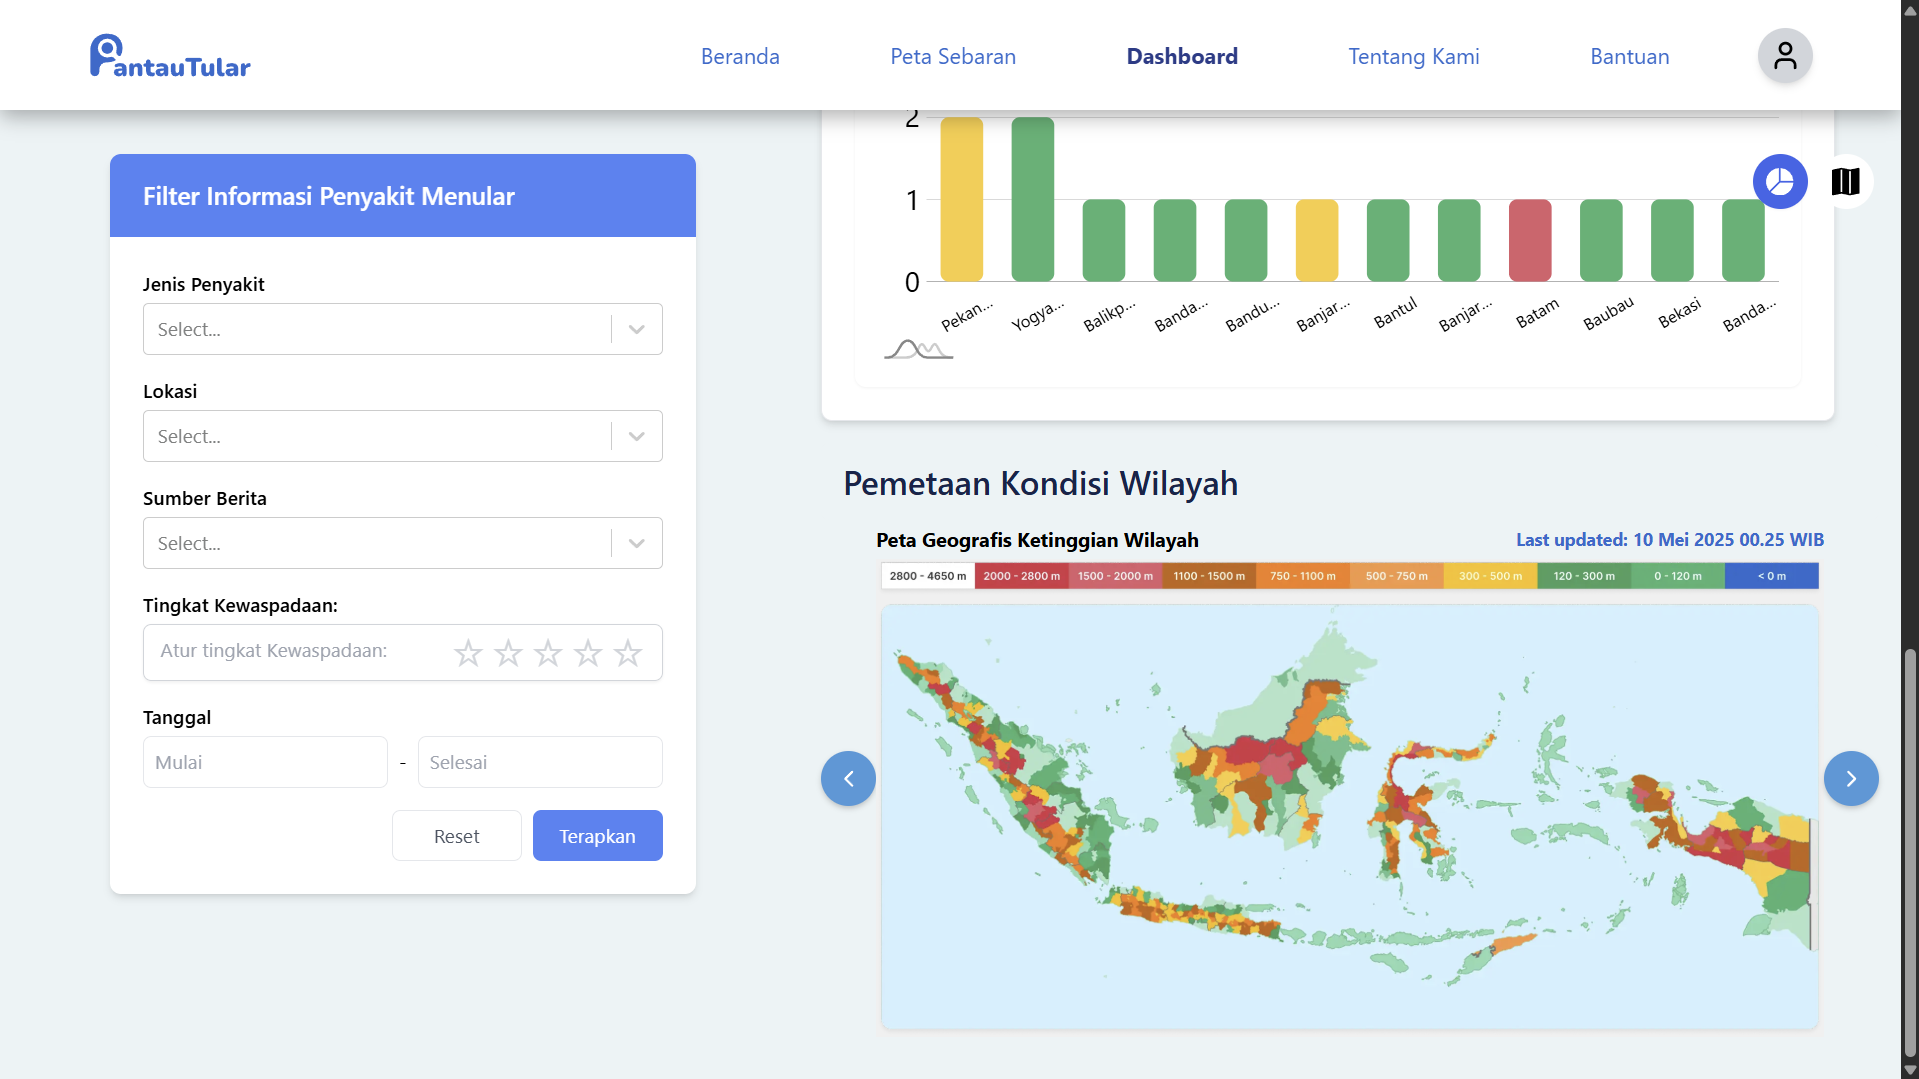 PantauTular
Beranda
Peta Sebaran
Dashboard
Tentang Kami
Bantuan
Filter Informasi Penyakit Menular
Jenis Penyakit
Select...
Lokasi
Select...
Sumber Berita
Select...
Tingkat Kewaspadaan:
Atur tingkat Kewaspadaan:
Tanggal
Mulai
-
Selesai
Reset
Terapkan
2
1
0
Pekan...
Yogya...
Balikp...
Banda...
Bandu...
Banjar...
Bantul
Banjar...
Batam
Baubau
Bekasi
Banda...
Pemetaan Kondisi Wilayah
Peta Geografis Ketinggian Wilayah
Last updated: 10 Mei 2025 00.25 WIB
2800 - 4650 m
2000 - 2800 m
1500 - 2000 m
1100 - 1500 m
750 - 1100 m
500 - 750 m
300 - 500 m
120 - 300 m
0 - 120 m
< 0 m